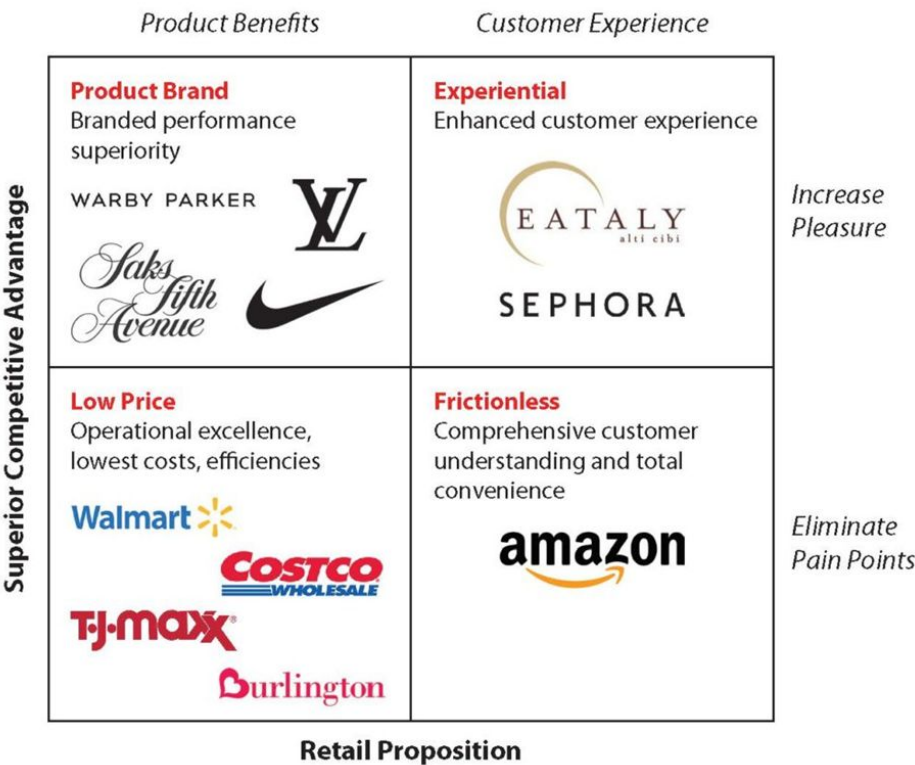 Product Benefits
Customer Experience
Product Brand
Branded performance
superiority
WARBY PARKER
LV
Saks
Fifth
Avenue
Experiential
Enhanced customer experience
EATALY
alti cibi
SEPHORA
Increase
Pleasure
Superior Competitive Advantage
Low Price
Operational excellence,
lowest costs, efficiencies
Walmart
COSTCO
WHOLESALE
T·J·maxx®
Burlington
Frictionless
Comprehensive customer
understanding and total
convenience
amazon
Eliminate
Pain Points
Retail Proposition